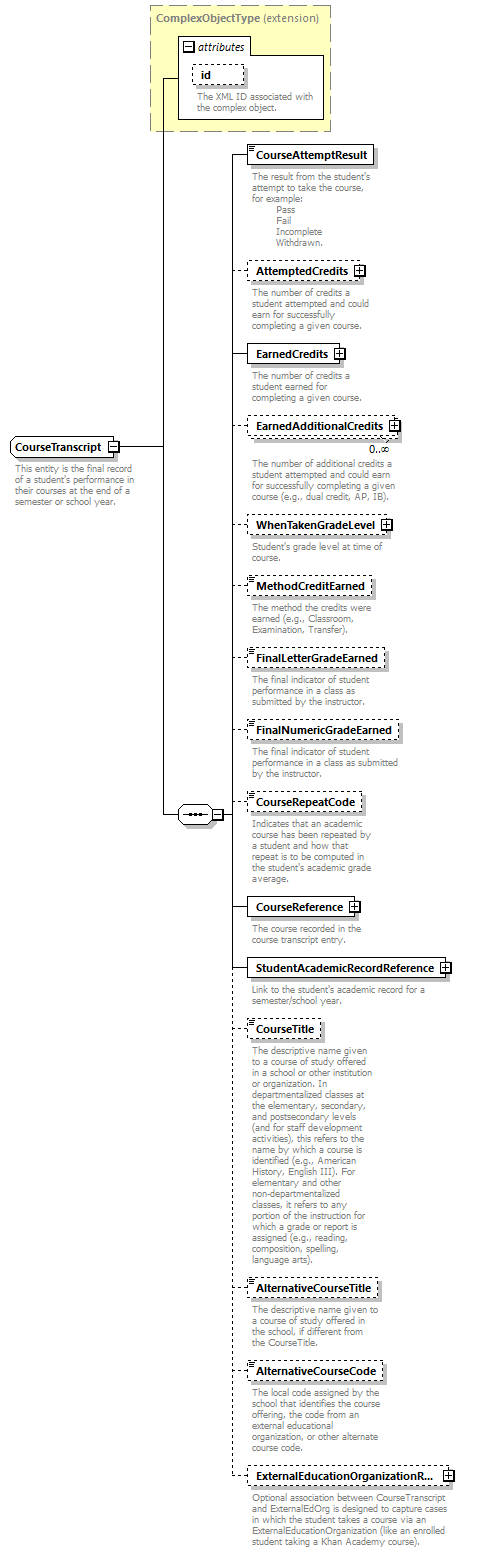 ComplexObjectType (extension)
attributes
id
The XML ID associated with
the complex object.
CourseAttemptResult
The result from the student's
attempt to take the course,
for example:
Pass
Fail
Incomplete
Withdrawn.
AttemptedCredits
The number of credits a
student attempted and could
earn for successfully
completing a given course.
EarnedCredits
The number of credits a
student earned for
completing a given course.
EarnedAdditionalCredits
0..∞
The number of additional credits a
student attempted and could earn
for successfully completing a given
course (e.g., dual credit, AP, IB).
CourseTranscript
This entity is the final record
of a student's performance in
their courses at the end of a
semester or school year.
WhenTakenGradeLevel
Student's grade level at time of
course.
MethodCreditEarned
The method the credits were
earned (e.g., Classroom,
Examination, Transfer).
FinalLetterGradeEarned
The final indicator of student
performance in a class as
submitted by the instructor.
FinalNumericGradeEarned
The final indicator of student
performance in a class as submitted
by the instructor.
CourseRepeatCode
Indicates that an academic
course has been repeated by
a student and how that
repeat is to be computed in
the student's academic grade
average.
CourseReference
The course recorded in the
course transcript entry.
StudentAcademicRecordReference
Link to the student's academic record for a
semester/school year.
CourseTitle
The descriptive name given
to a course of study offered
in a school or other institution
or organization. In
departmentalized classes at
the elementary, secondary,
and postsecondary levels
(and for staff development
activities), this refers to the
name by which a course is
identified (e.g., American
History, English III). For
elementary and other
non-departmentalized
classes, it refers to any
portion of the instruction for
which a grade or report is
assigned (e.g., reading,
composition, spelling,
language arts).
AlternativeCourseTitle
The descriptive name given to
a course of study offered in
the school, if different from
the CourseTitle.
AlternativeCourseCode
The local code assigned by the
school that identifies the course
offering, the code from an
external educational
organization, or other alternate
course code.
ExternalEducationOrganizationR...
Optional association between CourseTranscript
and ExternalEdOrg is designed to capture cases
in which the student takes a course via an
ExternalEducationOrganization (like an enrolled
student taking a Khan Academy course).